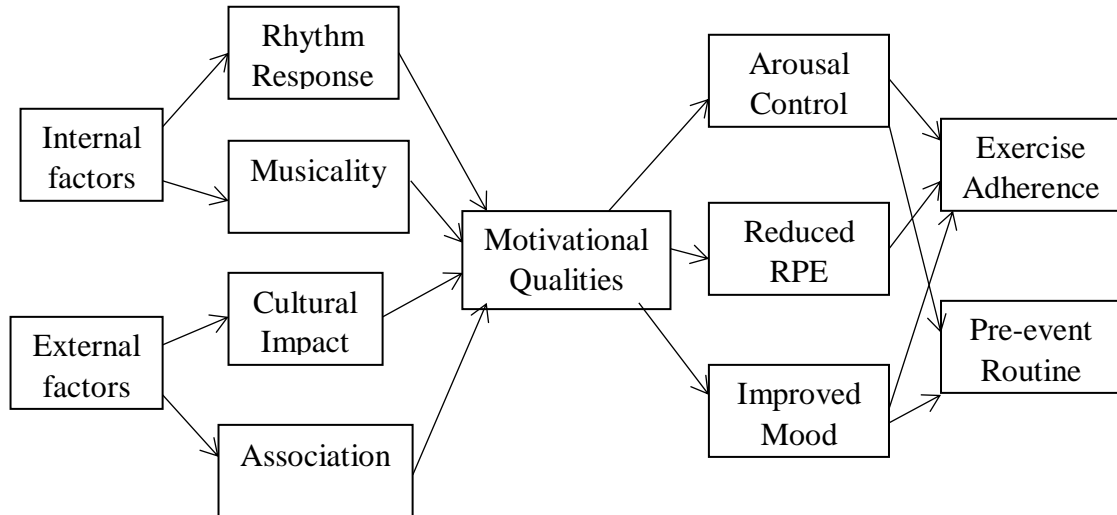 Rhythm
Response
Internal
factors
Musicality
Cultural
Impact
External
factors
Association
Motivational
Qualities
Arousal
Control
Reduced
RPE
Improved
Mood
Exercise
Adherence
Pre-event
Routine